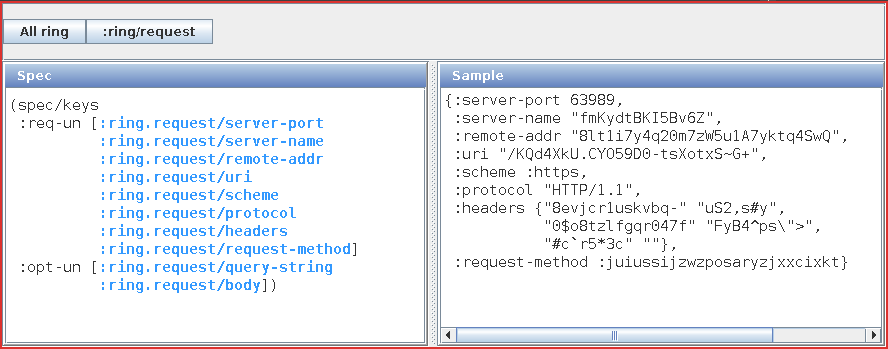 All ring :ring/request
Spec
(spec/keys
:req-un [:ring.request/server-port
:ring.request/server-name
:ring.request/remote-addr
:ring.request/uri
:ring.request/scheme
:ring.request/protocol
:ring.request/headers
:ring.request/request-method]
:opt-un [:ring.request/query-string
:ring.request/body])
Sample
{:server-port 63989,
:server-name "fmKydtBKI5Bv6Z",
:remote-addr "8lt1i7y4q20m7zW5u1A7yktq4SwQ",
:uri "/KQd4XkU.CYO59D0-tsXotxS~G+",
:scheme :https,
:protocol "HTTP/1.1",
:headers {"8evjcr1uskvbq-" "uS2,s#y",
"0$o8tzlfgqr047f" "FyB4^ps\">",
"#c`r5*3c" ""},
:request-method :juiussijzwzposaryzjxxcixkt}